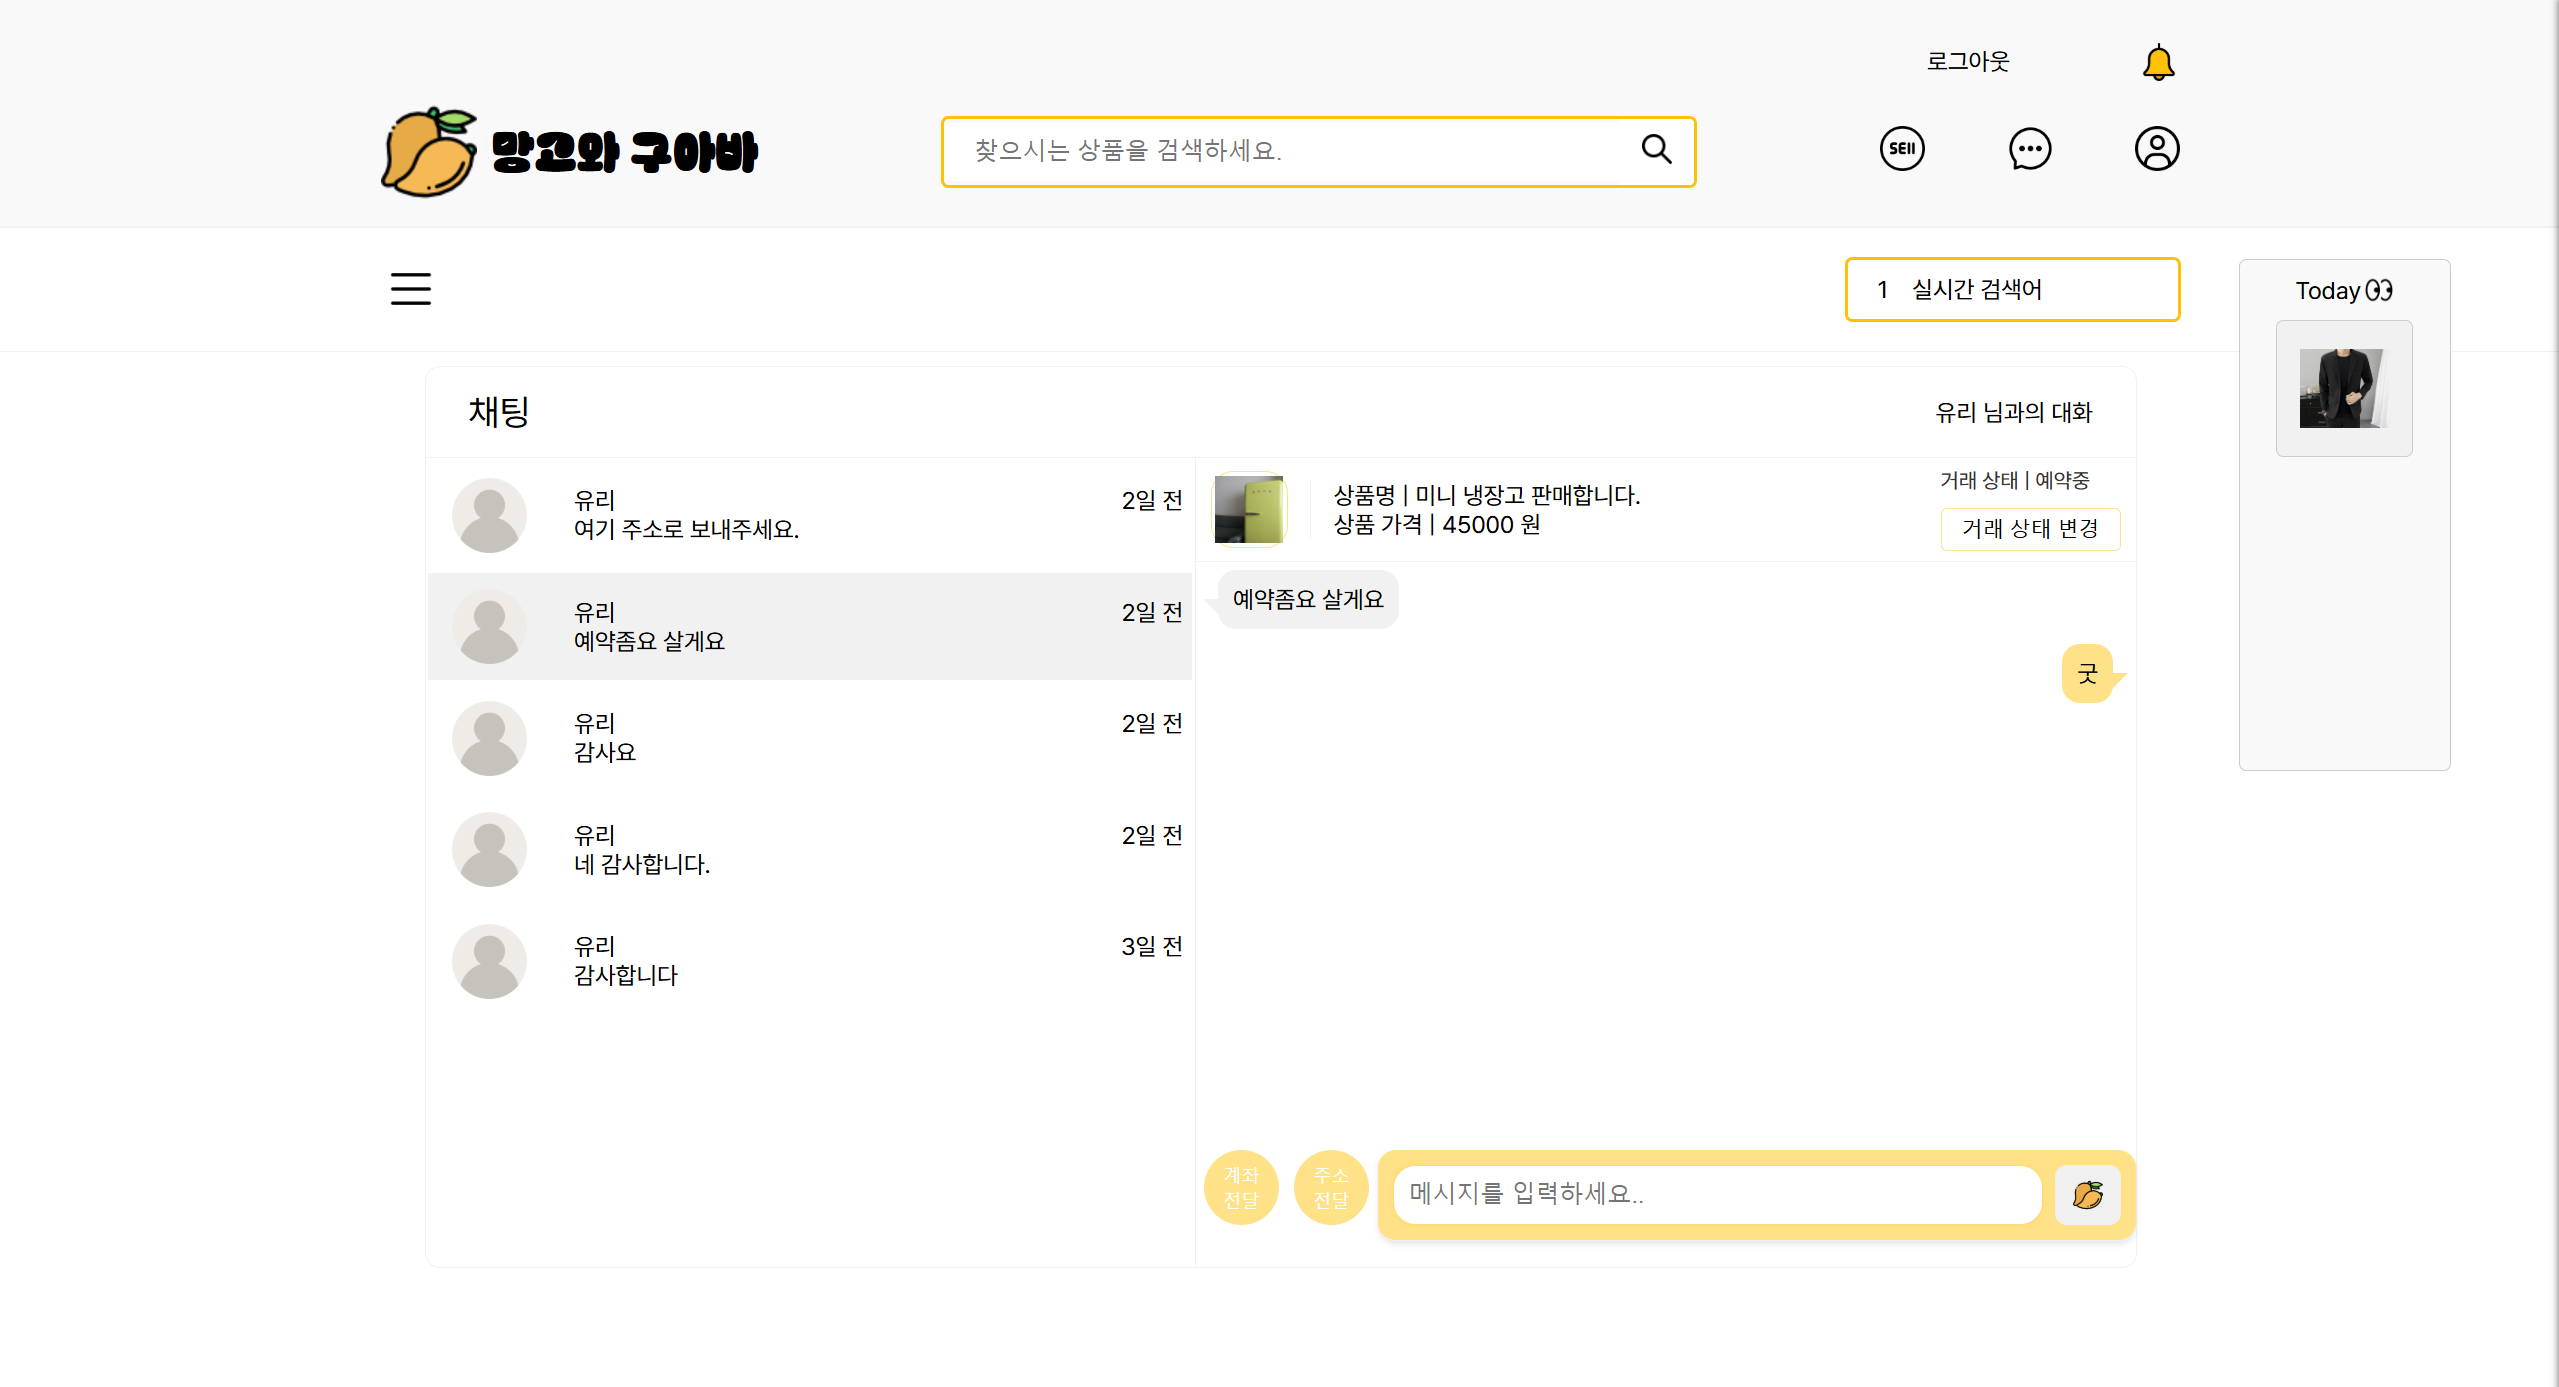 로그아웃
망고와 구아바
찾으시는 상품을 검색하세요.
SEll
1 실시간 검색어
Today👀
채팅
유리 님과의 대화
유리
2일 전
여기 주소로 보내주세요.
유리
2일 전
예약좀요 살게요
유리
2일 전
감사요
유리
2일 전
네 감사합니다.
유리
3일 전
감사합니다
상품명 | 미니 냉장고 판매합니다.
상품 가격 | 45000 원
거래 상태 | 예약중
거래 상태 변경
예약좀요 살게요
굿
계좌
전달
주소
전달
메시지를 입력하세요..